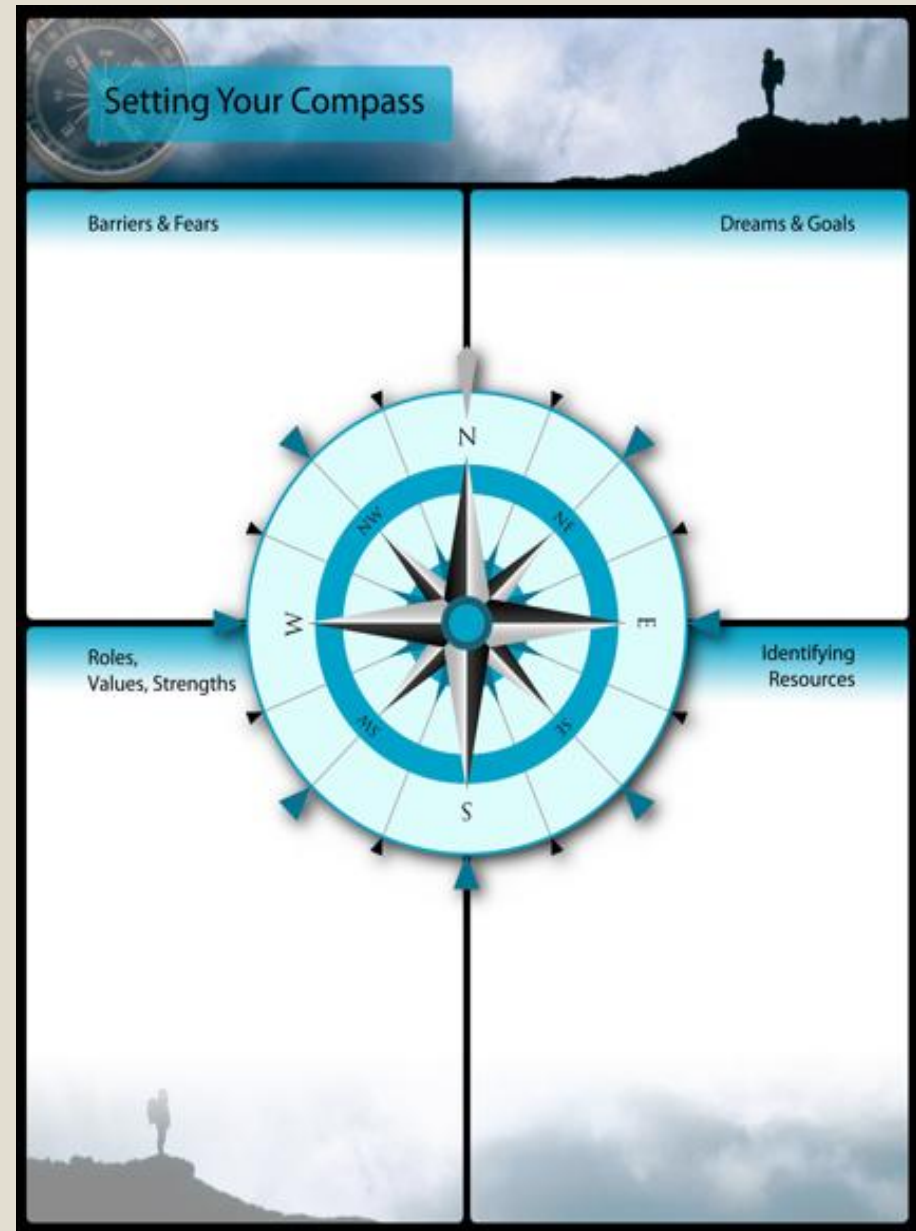 Setting Your Compass
Barriers & Fears
Dreams & Goals
N
NW
NE
W
E
Roles,
Values, Strengths
Identifying
Resources
SW
SE
S